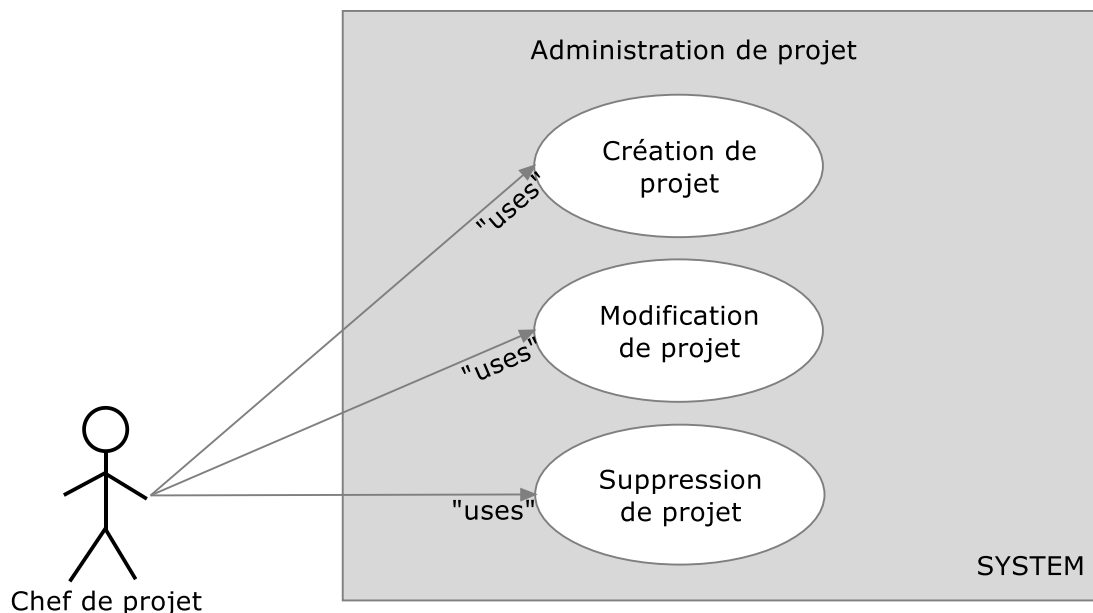 Administration de projet
Création de
projet
"uses"
Modification
de projet
"uses"
Suppression
de projet
"uses"
SYSTEM
Chef de projet